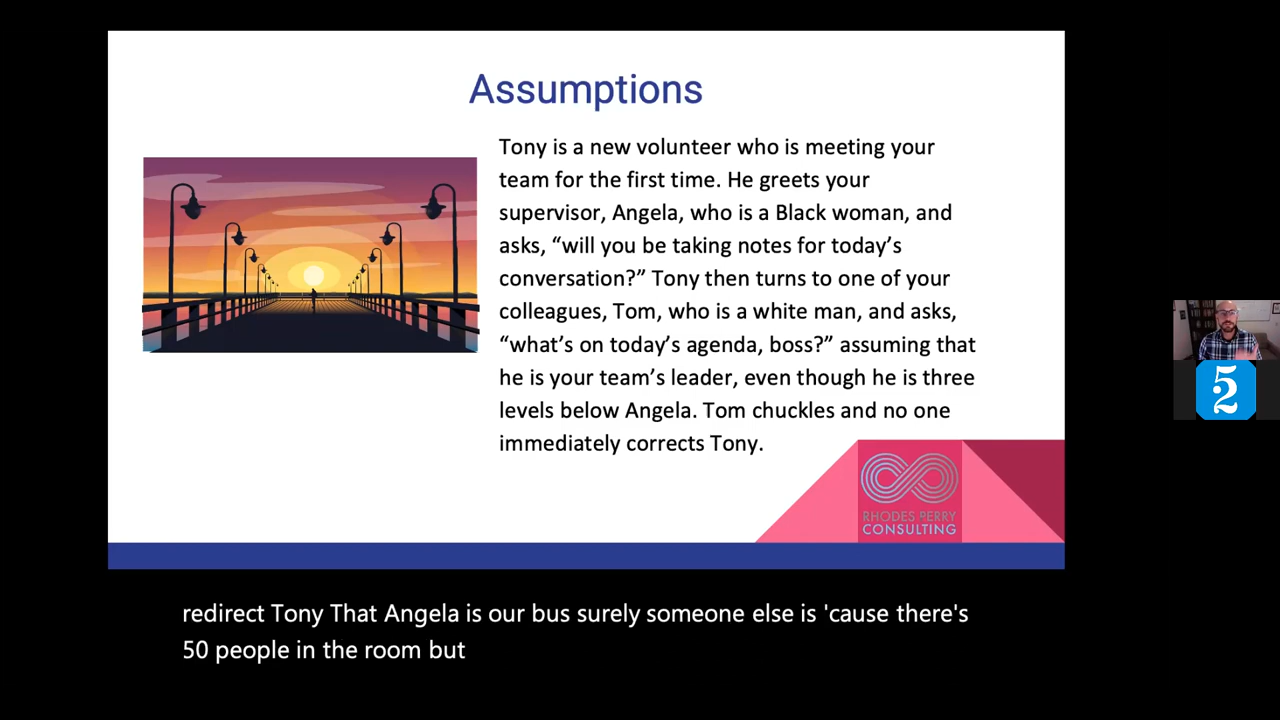 Assumptions
Tony is a new volunteer who is meeting your
team for the first time. He greets your
supervisor, Angela, who is a Black woman, and
asks, “will you be taking notes for today’s
conversation?” Tony then turns to one of your
colleagues, Tom, who is a white man, and asks,
“what’s on today’s agenda, boss?” assuming that
he is your team’s leader, even though he is three
levels below Angela. Tom chuckles and no one
immediately corrects Tony.
RHODES PERRY
CONSULTING
52
redirect Tony That Angela is our bus surely someone else is 'cause there's
50 people in the room but